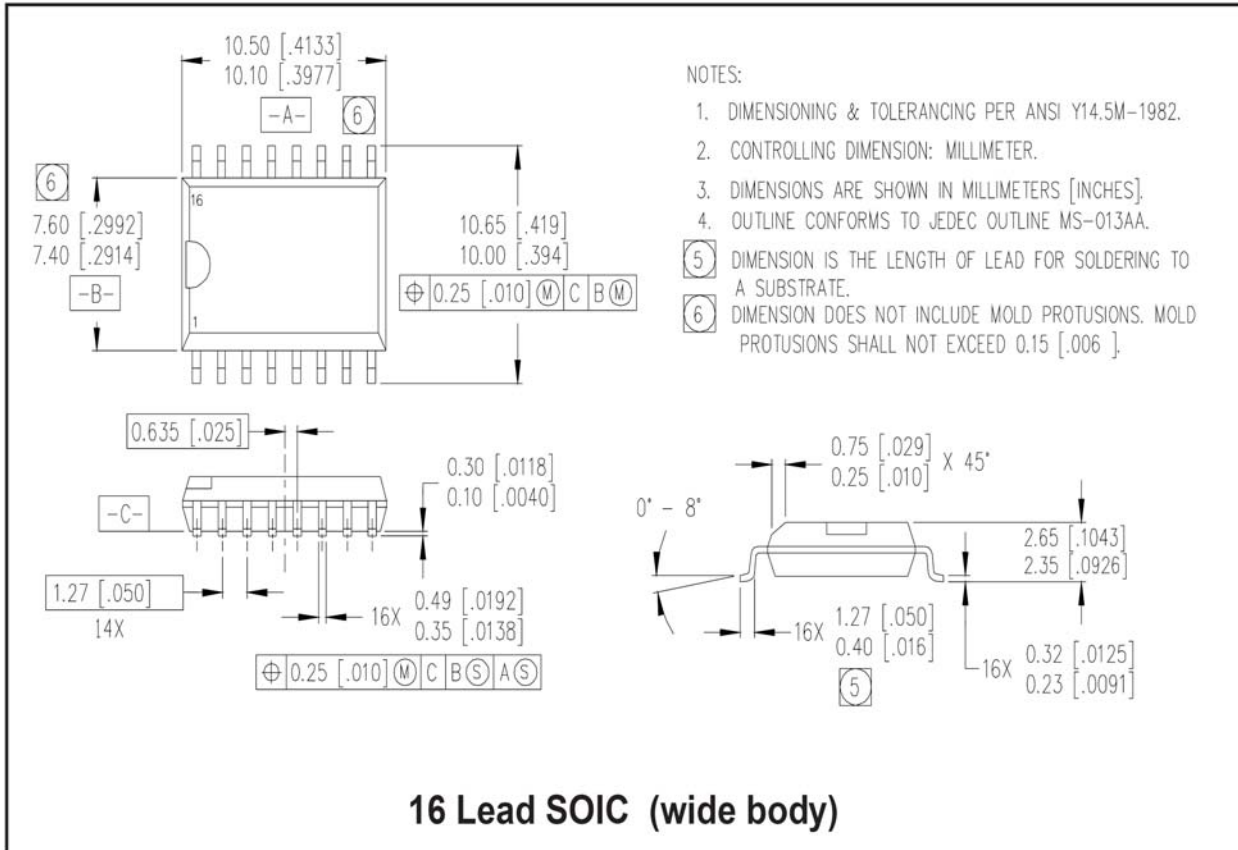 10.50 [.4133]
10.10 [.3977]
-A-
6
6
7.60 [.2992]
7.40 [.2914]
-B-
16
1
10.65 [.419]
10.00 [.394]
⌖ 0.25 [.010] Ⓜ C B Ⓜ
NOTES:
1. DIMENSIONING & TOLERANCING PER ANSI Y14.5M-1982.
2. CONTROLLING DIMENSION: MILLIMETER.
3. DIMENSIONS ARE SHOWN IN MILLIMETERS [INCHES].
4. OUTLINE CONFORMS TO JEDEC OUTLINE MS-013AA.
5 DIMENSION IS THE LENGTH OF LEAD FOR SOLDERING TO
A SUBSTRATE.
6 DIMENSION DOES NOT INCLUDE MOLD PROTUSIONS. MOLD
PROTUSIONS SHALL NOT EXCEED 0.15 [.006 ].
0.635 [.025]
-C-
0.30 [.0118]
0.10 [.0040]
1.27 [.050]
14X
16X
0.49 [.0192]
0.35 [.0138]
⌖ 0.25 [.010] Ⓜ C B Ⓢ A Ⓢ
0.75 [.029]
0.25 [.010]
X 45°
0° - 8°
2.65 [.1043]
2.35 [.0926]
16X
1.27 [.050]
0.40 [.016]
5
16X
0.32 [.0125]
0.23 [.0091]
16 Lead SOIC (wide body)